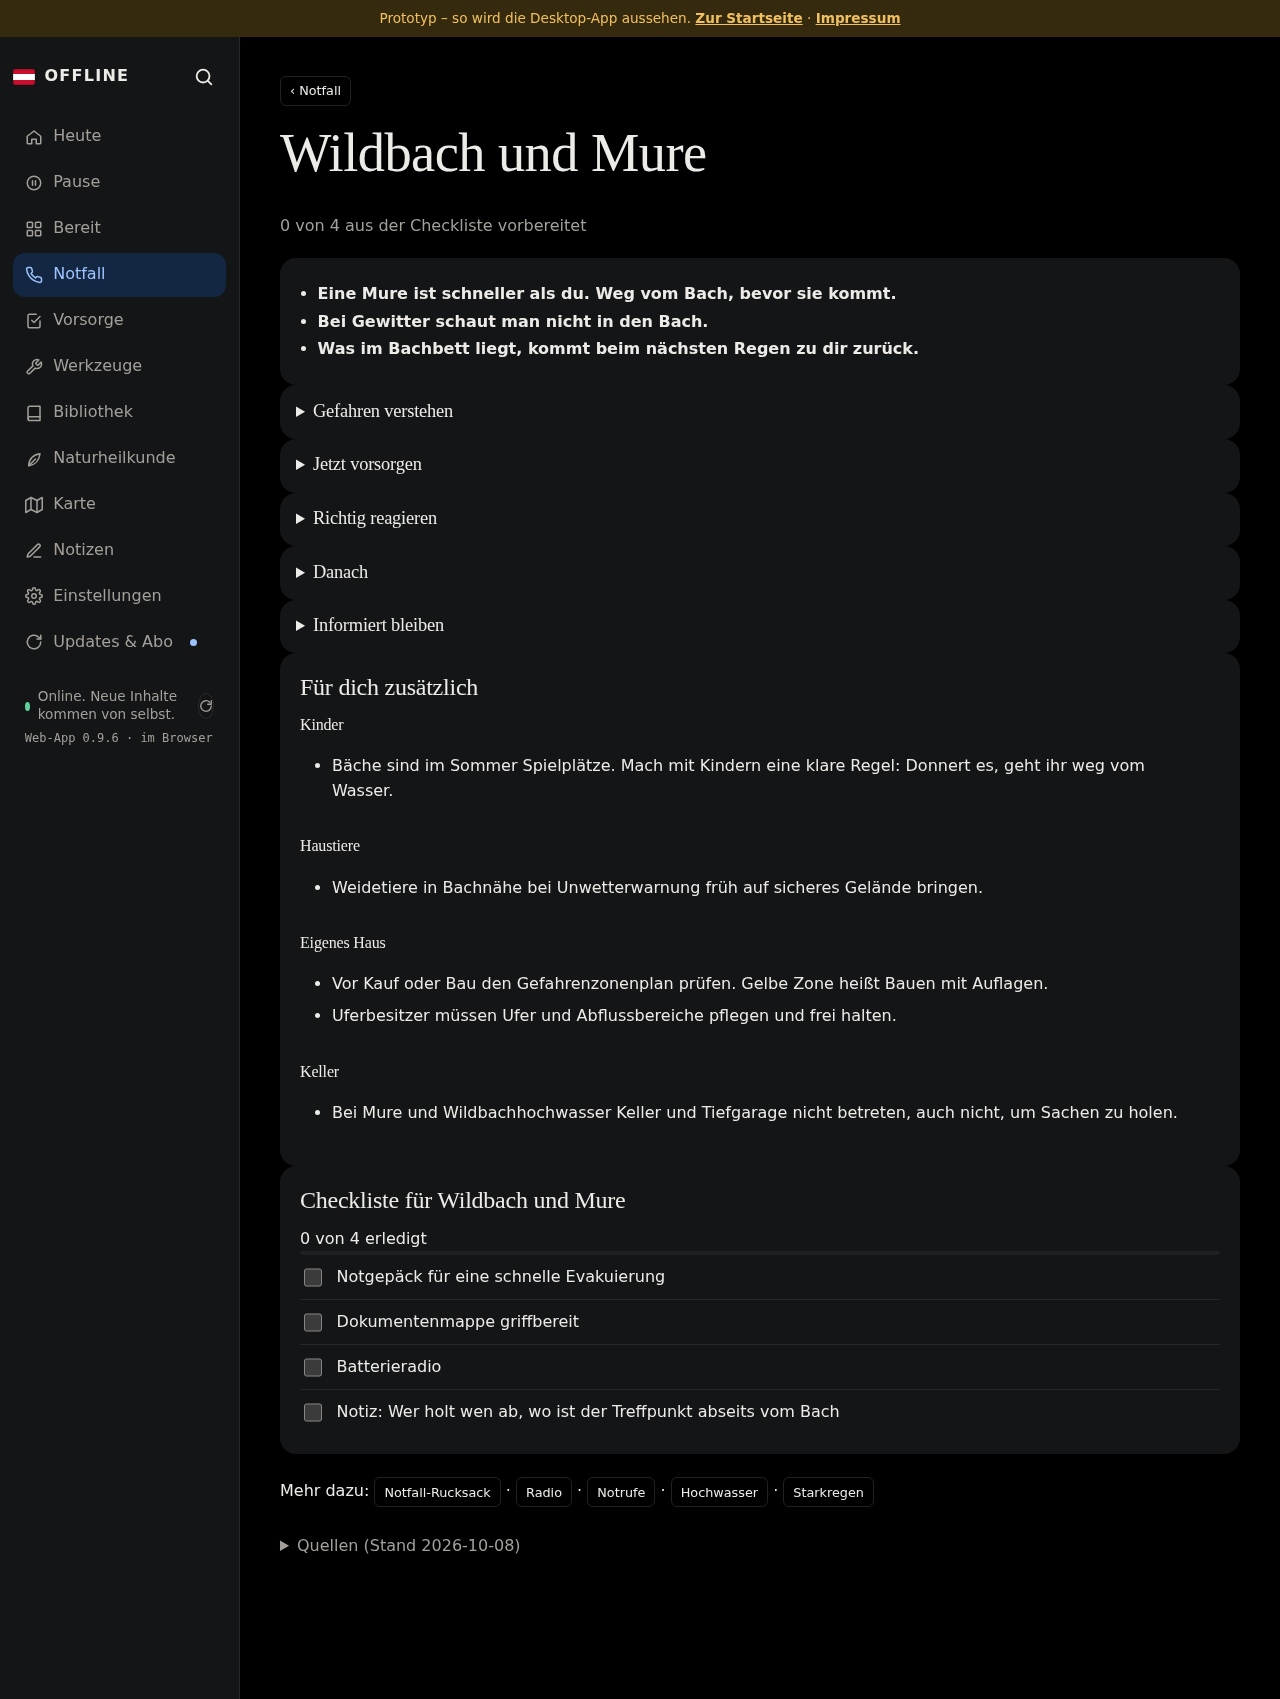 Prototyp – so wird die Desktop-App aussehen. Zur Startseite · Impressum
OFFLINE
Heute
Pause
Bereit
Notfall
Vorsorge
Werkzeuge
Bibliothek
Naturheilkunde
Karte
Notizen
Einstellungen
Updates & Abo
Online. Neue Inhalte
kommen von selbst.
Web-App 0.9.6 · im Browser
‹ Notfall
Wildbach und Mure
0 von 4 aus der Checkliste vorbereitet
• Eine Mure ist schneller als du. Weg vom Bach, bevor sie kommt.
• Bei Gewitter schaut man nicht in den Bach.
• Was im Bachbett liegt, kommt beim nächsten Regen zu dir zurück.
Gefahren verstehen
Jetzt vorsorgen
Richtig reagieren
Danach
Informiert bleiben
Für dich zusätzlich
Kinder
• Bäche sind im Sommer Spielplätze. Mach mit Kindern eine klare Regel: Donnert es, geht ihr weg vom
Wasser.
Haustiere
• Weidetiere in Bachnähe bei Unwetterwarnung früh auf sicheres Gelände bringen.
Eigenes Haus
• Vor Kauf oder Bau den Gefahrenzonenplan prüfen. Gelbe Zone heißt Bauen mit Auflagen.
• Uferbesitzer müssen Ufer und Abflussbereiche pflegen und frei halten.
Keller
• Bei Mure und Wildbachhochwasser Keller und Tiefgarage nicht betreten, auch nicht, um Sachen zu holen.
Checkliste für Wildbach und Mure
0 von 4 erledigt
Notgepäck für eine schnelle Evakuierung
Dokumentenmappe griffbereit
Batterieradio
Notiz: Wer holt wen ab, wo ist der Treffpunkt abseits vom Bach
Mehr dazu: Notfall-Rucksack · Radio · Notrufe · Hochwasser · Starkregen
Quellen (Stand 2026-10-08)